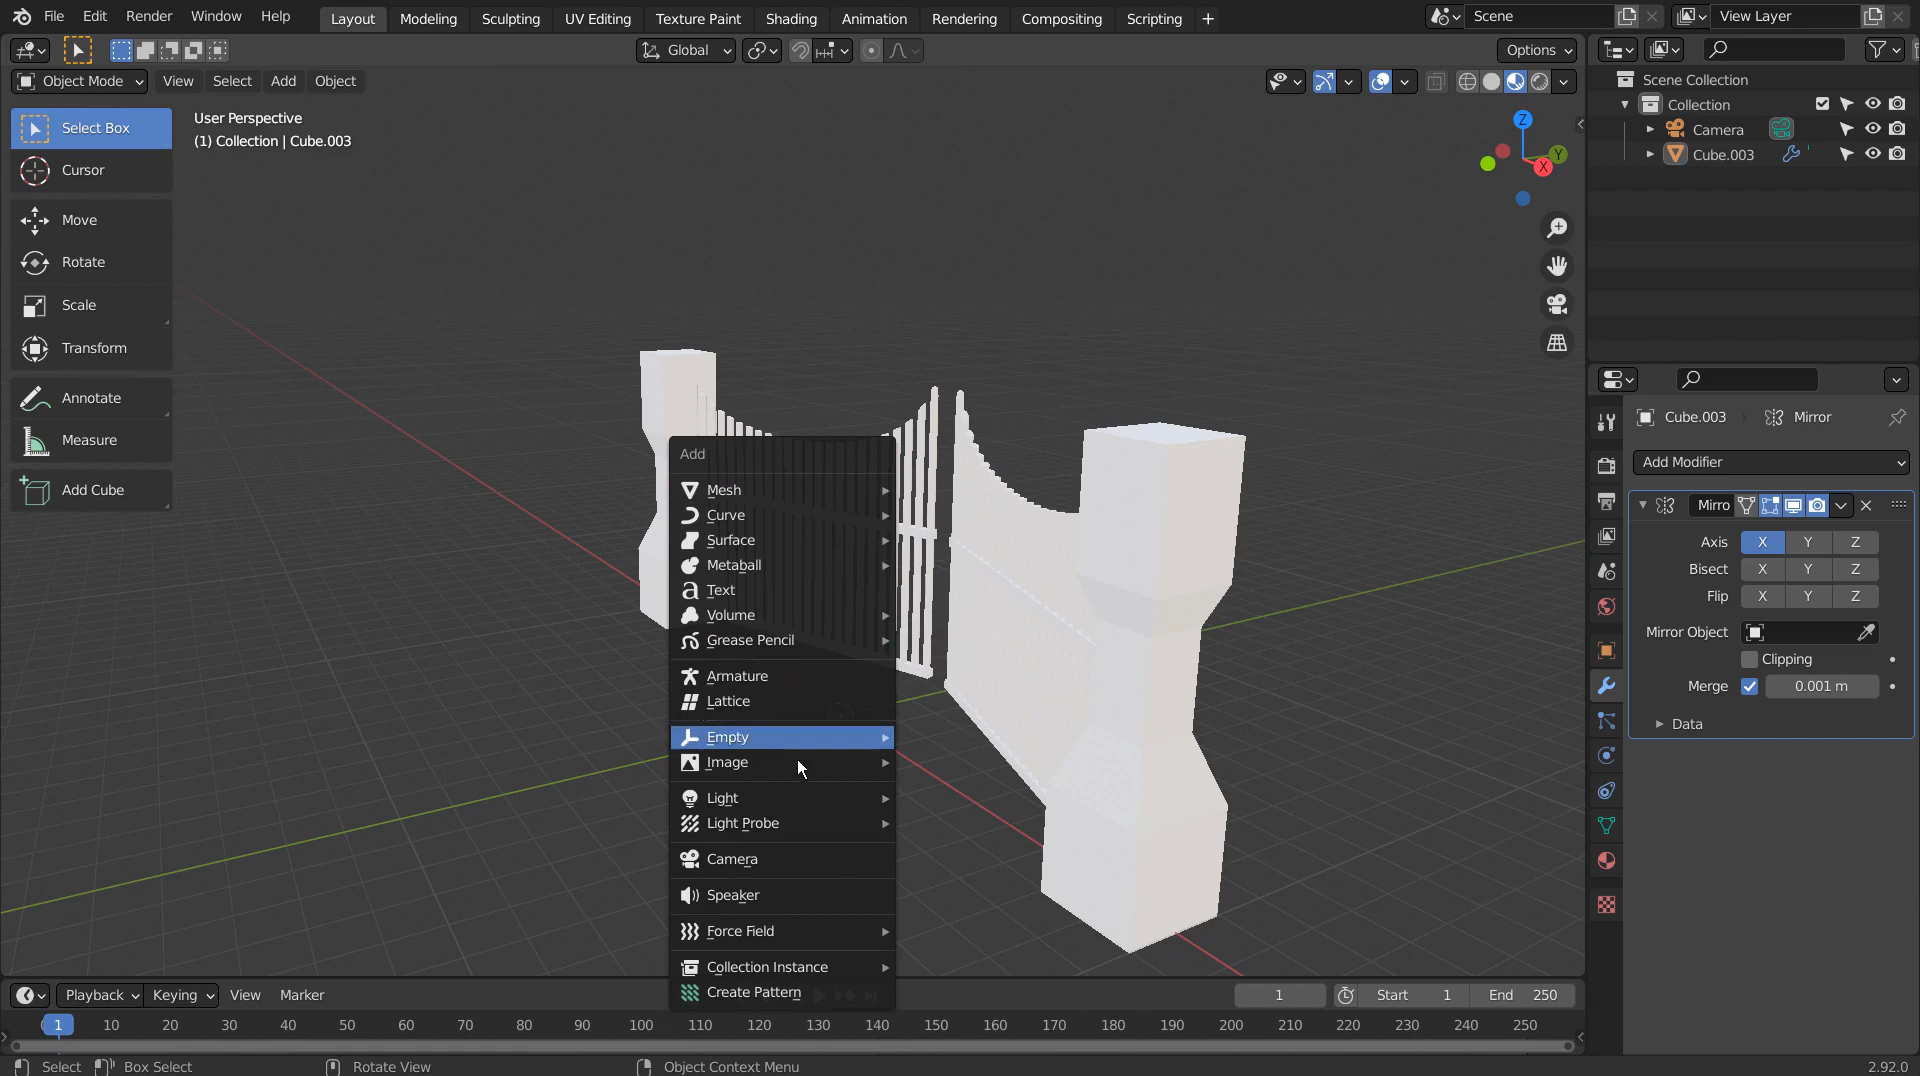 File Edit Render Window Help Layout Modeling Sculpting UV Editing Texture Paint Shading Animation Rendering Compositing Scripting + Scene View Layer
Global Options
Object Mode View Select Add Object
Select Box
Cursor
Move
Rotate
Scale
Transform
Annotate
Measure
Add Cube
User Perspective
(1) Collection | Cube.003
Z
Y
X
Add
Mesh
Curve
Surface
Metaball
Text
Volume
Grease Pencil
Armature
Lattice
Empty
Image
Light
Light Probe
Camera
Speaker
Force Field
Collection Instance
Create Pattern
Scene Collection
Collection
Camera
Cube.003
Cube.003 Mirror
Add Modifier
Mirro
Axis X Y Z
Bisect X Y Z
Flip X Y Z
Mirror Object
Clipping
Merge 0.001 m
Data
Playback Keying View Marker 1 Start 1 End 250
1 10 20 30 40 50 60 70 80 90 100 110 120 130 140 150 160 170 180 190 200 210 220 230 240 250
Select Box Select Rotate View Object Context Menu 2.92.0